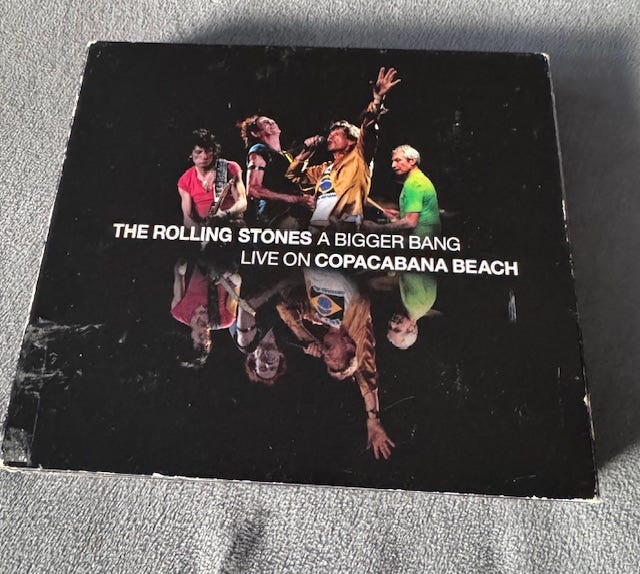 THE ROLLING STONES A BIGGER BANG
LIVE ON COPACABANA BEACH